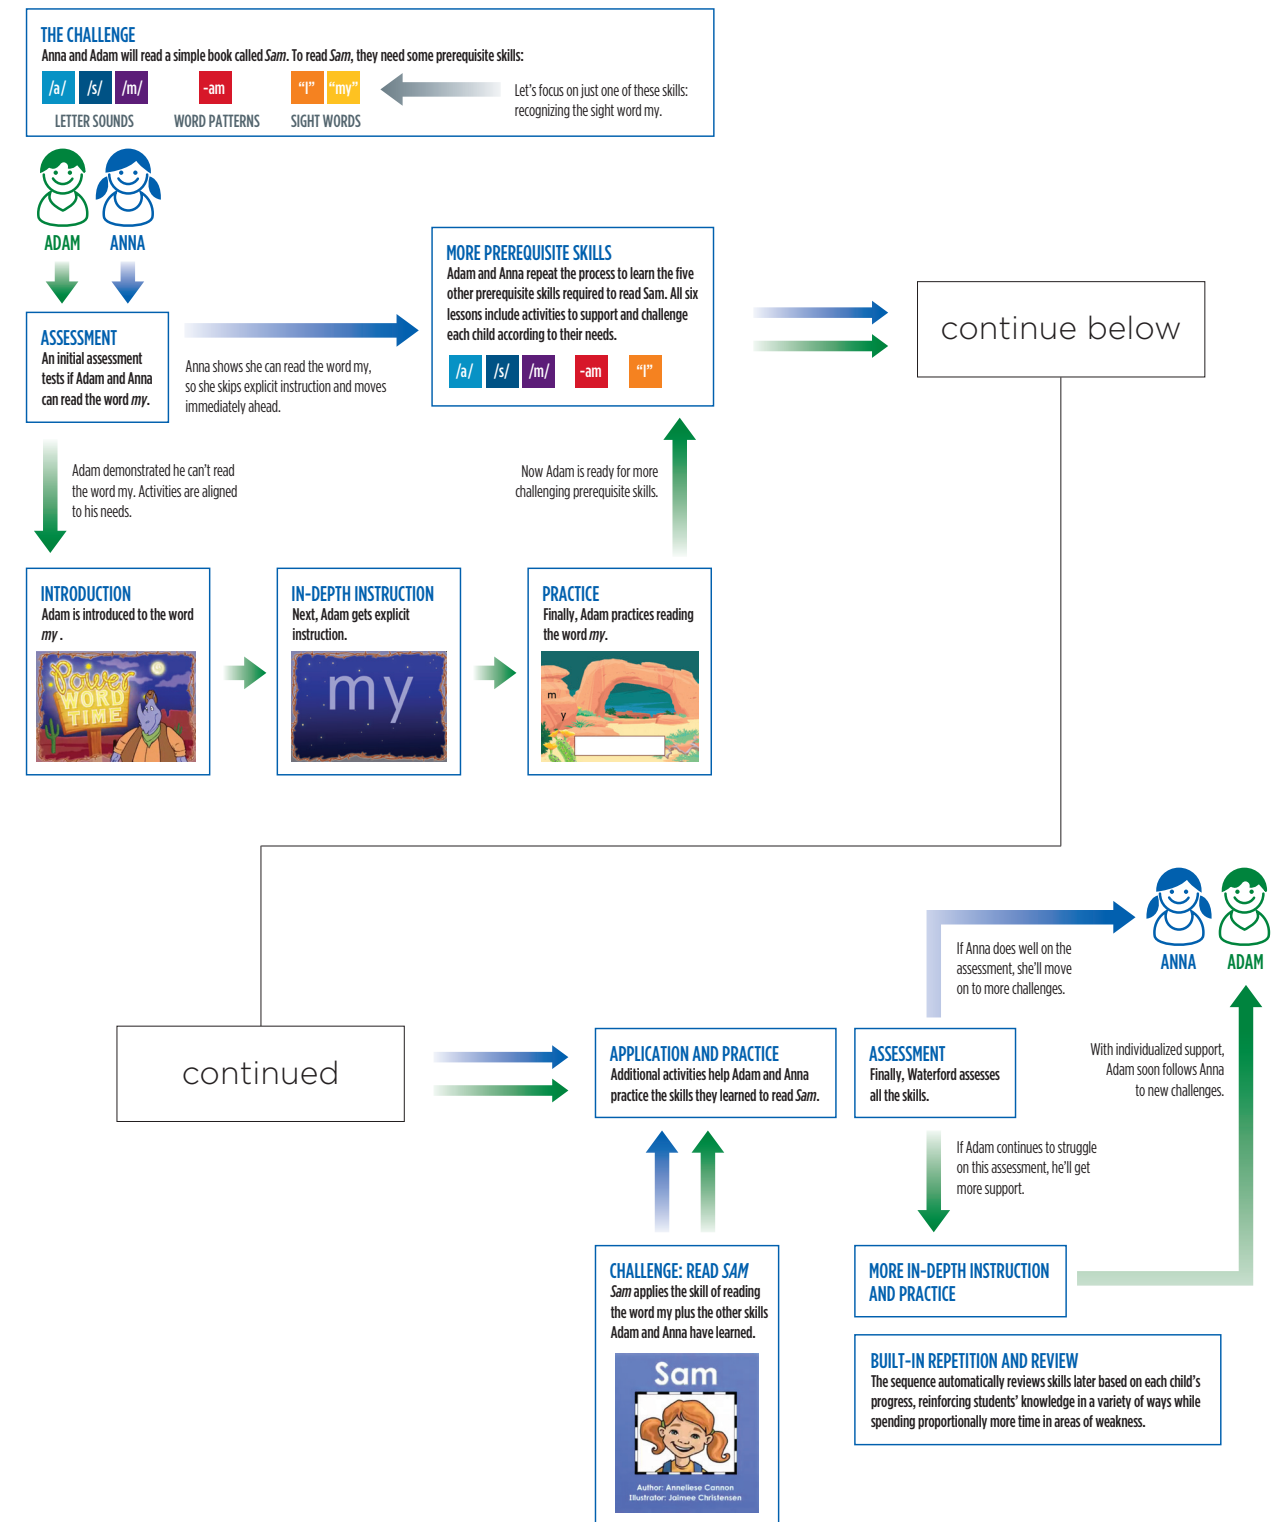 THE CHALLENGE
Anna and Adam will read a simple book called Sam. To read Sam, they need some prerequisite skills:
/a/ /s/ /m/ -am “I” “my”
LETTER SOUNDS WORD PATTERNS SIGHT WORDS
Let’s focus on just one of these skills:
recognizing the sight word my.
ADAM ANNA
ASSESSMENT
An initial assessment
tests if Adam and Anna
can read the word my.
Anna shows she can read the word my,
so she skips explicit instruction and moves
immediately ahead.
MORE PREREQUISITE SKILLS
Adam and Anna repeat the process to learn the five
other prerequisite skills required to read Sam. All six
lessons include activities to support and challenge
each child according to their needs.
/a/ /s/ /m/ -am “I”
continue below
Adam demonstrated he can’t read
the word my. Activities are aligned
to his needs.
Now Adam is ready for more
challenging prerequisite skills.
INTRODUCTION
Adam is introduced to the word
my .
Power
WORD
TIME
IN-DEPTH INSTRUCTION
Next, Adam gets explicit
instruction.
my
PRACTICE
Finally, Adam practices reading
the word my.
m
y
continued
APPLICATION AND PRACTICE
Additional activities help Adam and Anna
practice the skills they learned to read Sam.
ASSESSMENT
Finally, Waterford assesses
all the skills.
If Anna does well on the
assessment, she’ll move
on to more challenges.
ANNA ADAM
With individualized support,
Adam soon follows Anna
to new challenges.
If Adam continues to struggle
on this assessment, he’ll get
more support.
CHALLENGE: READ SAM
Sam applies the skill of reading
the word my plus the other skills
Adam and Anna have learned.
Sam
Author: Anneliese Cannon
Illustrator: Jaimee Christensen
MORE IN-DEPTH INSTRUCTION
AND PRACTICE
BUILT-IN REPETITION AND REVIEW
The sequence automatically reviews skills later based on each child’s
progress, reinforcing students’ knowledge in a variety of ways while
spending proportionally more time in areas of weakness.